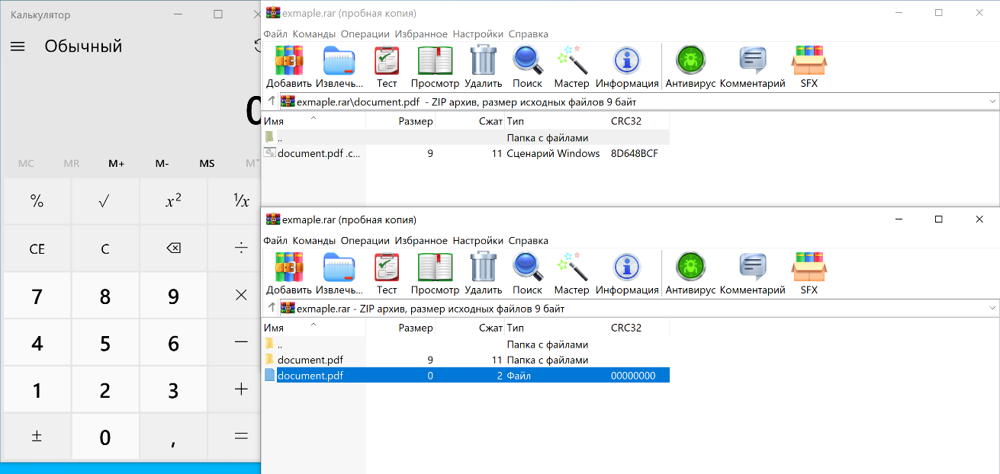 Калькулятор
Обычный
0
MC MR M+ M- MS
% √ x² ¹/x
CE C ÷
7 8 9 ×
4 5 6 −
1 2 3 +
± 0 , =
exmaple.rar (пробная копия)
Файл Команды Операции Избранное Настройки Справка
Добавить Извлечь... Тест Просмотр Удалить Поиск Мастер Информация Антивирус Комментарий SFX
exmaple.rar\document.pdf - ZIP архив, размер исходных файлов 9 байт
Имя Размер Сжат Тип CRC32
.. Папка с файлами
document.pdf .c... 9 11 Сценарий Windows 8D648BCF
exmaple.rar (пробная копия)
Файл Команды Операции Избранное Настройки Справка
Добавить Извлечь... Тест Просмотр Удалить Поиск Мастер Информация Антивирус Комментарий SFX
exmaple.rar - ZIP архив, размер исходных файлов 9 байт
Имя Размер Сжат Тип CRC32
.. Папка с файлами
document.pdf 9 11 Папка с файлами
document.pdf 0 2 Файл 00000000